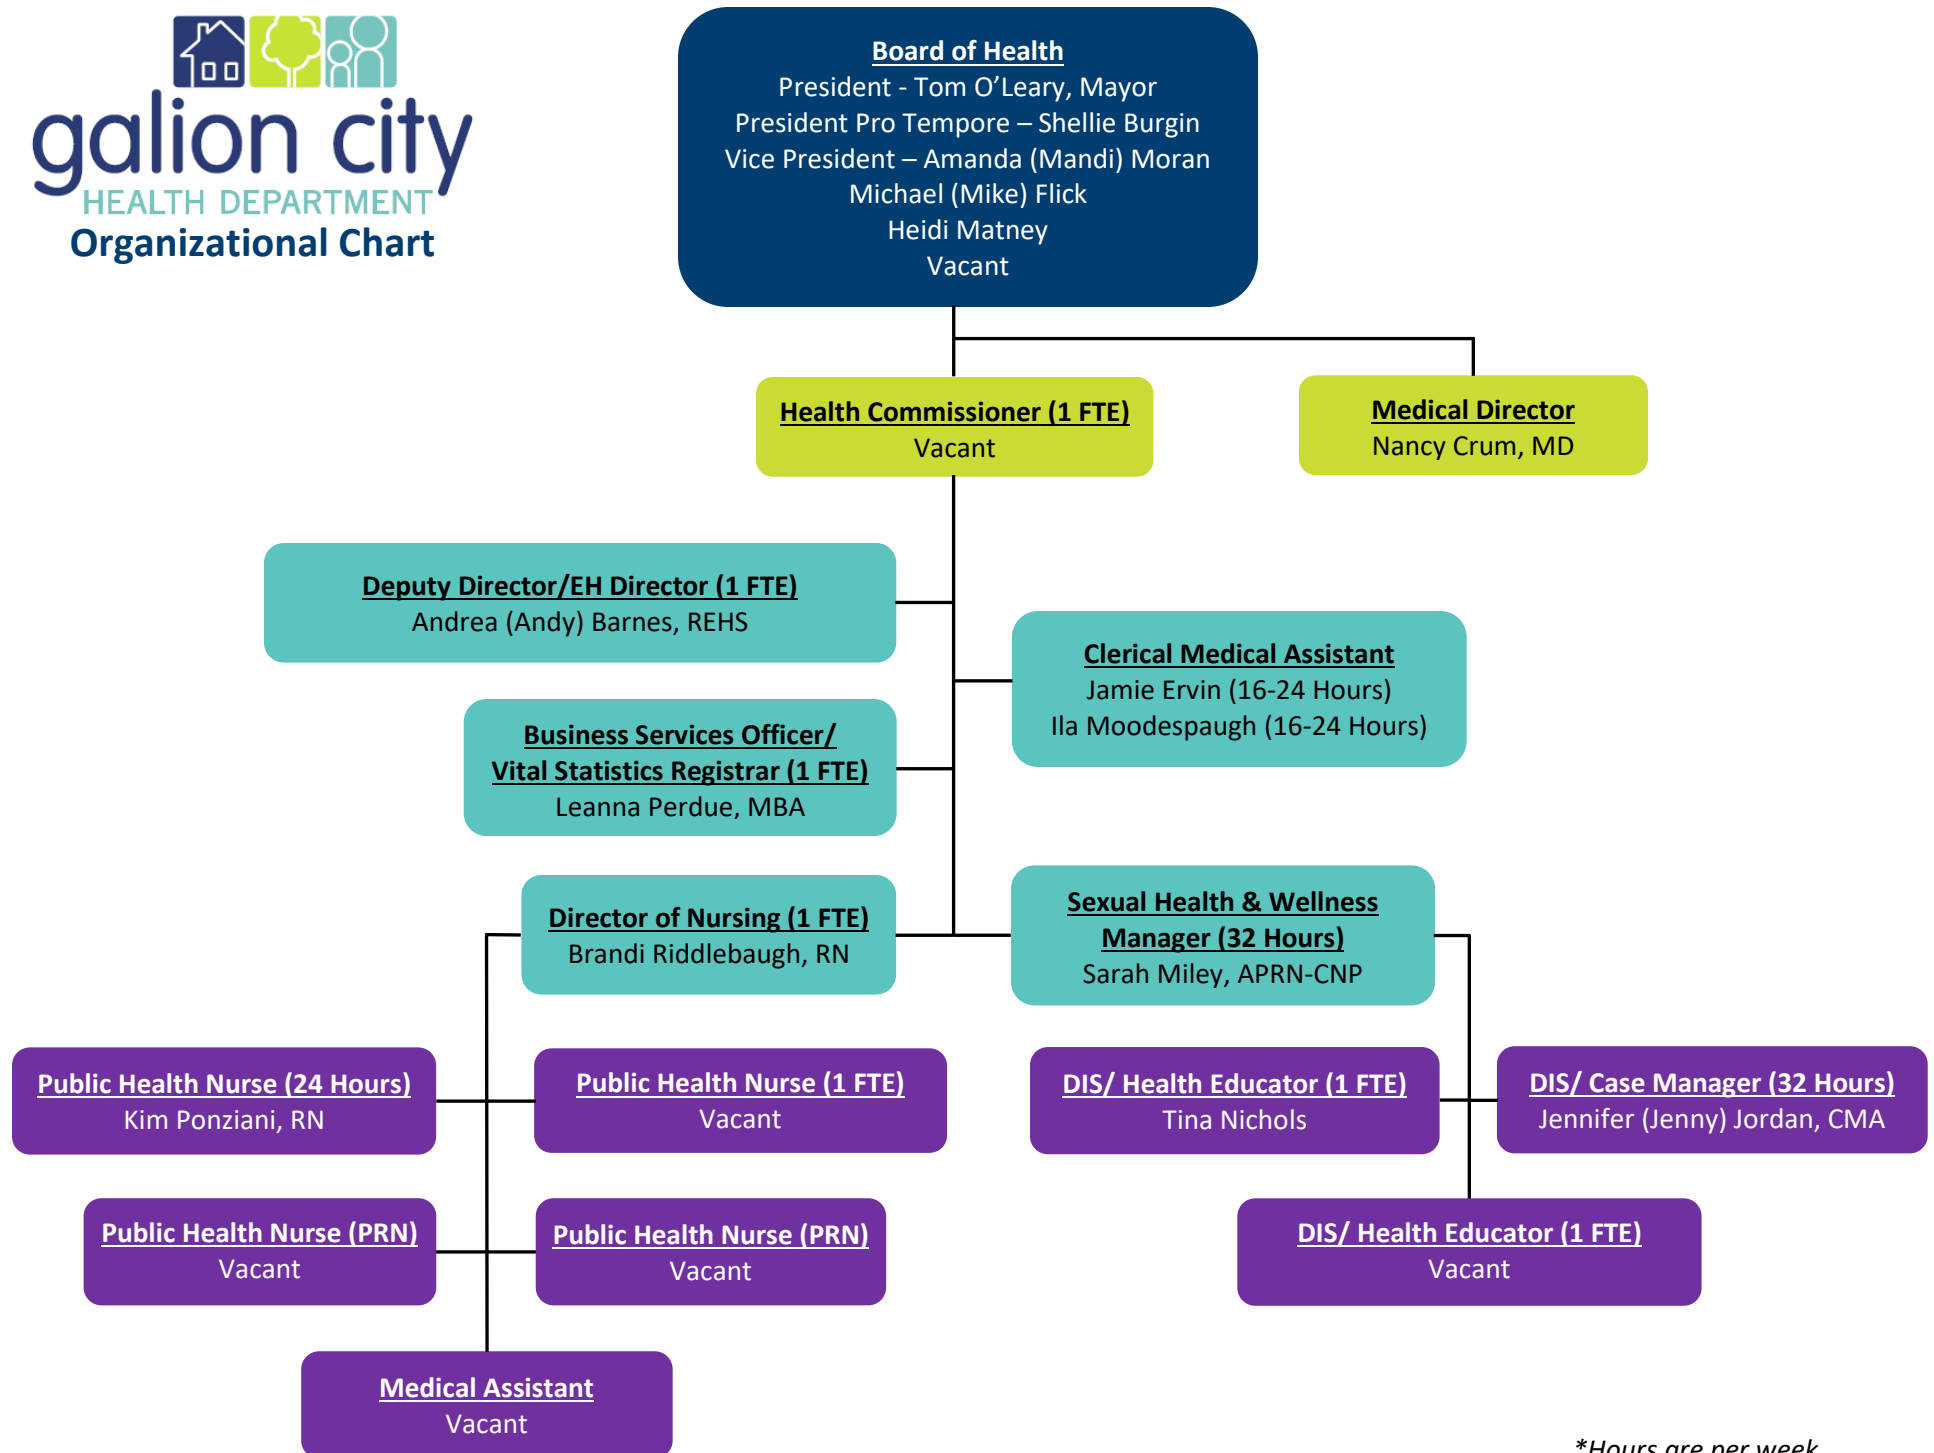 galion city
HEALTH DEPARTMENT
Organizational Chart
Board of Health
President - Tom O’Leary, Mayor
President Pro Tempore – Shellie Burgin
Vice President – Amanda (Mandi) Moran
Michael (Mike) Flick
Heidi Matney
Vacant
Health Commissioner (1 FTE)
Vacant
Medical Director
Nancy Crum, MD
Deputy Director/EH Director (1 FTE)
Andrea (Andy) Barnes, REHS
Clerical Medical Assistant
Jamie Ervin (16-24 Hours)
Ila Moodespaugh (16-24 Hours)
Business Services Officer/
Vital Statistics Registrar (1 FTE)
Leanna Perdue, MBA
Director of Nursing (1 FTE)
Brandi Riddlebaugh, RN
Sexual Health & Wellness
Manager (32 Hours)
Sarah Miley, APRN-CNP
Public Health Nurse (24 Hours)
Kim Ponziani, RN
Public Health Nurse (1 FTE)
Vacant
DIS/ Health Educator (1 FTE)
Tina Nichols
DIS/ Case Manager (32 Hours)
Jennifer (Jenny) Jordan, CMA
Public Health Nurse (PRN)
Vacant
Public Health Nurse (PRN)
Vacant
DIS/ Health Educator (1 FTE)
Vacant
Medical Assistant
Vacant
*Hours are per week